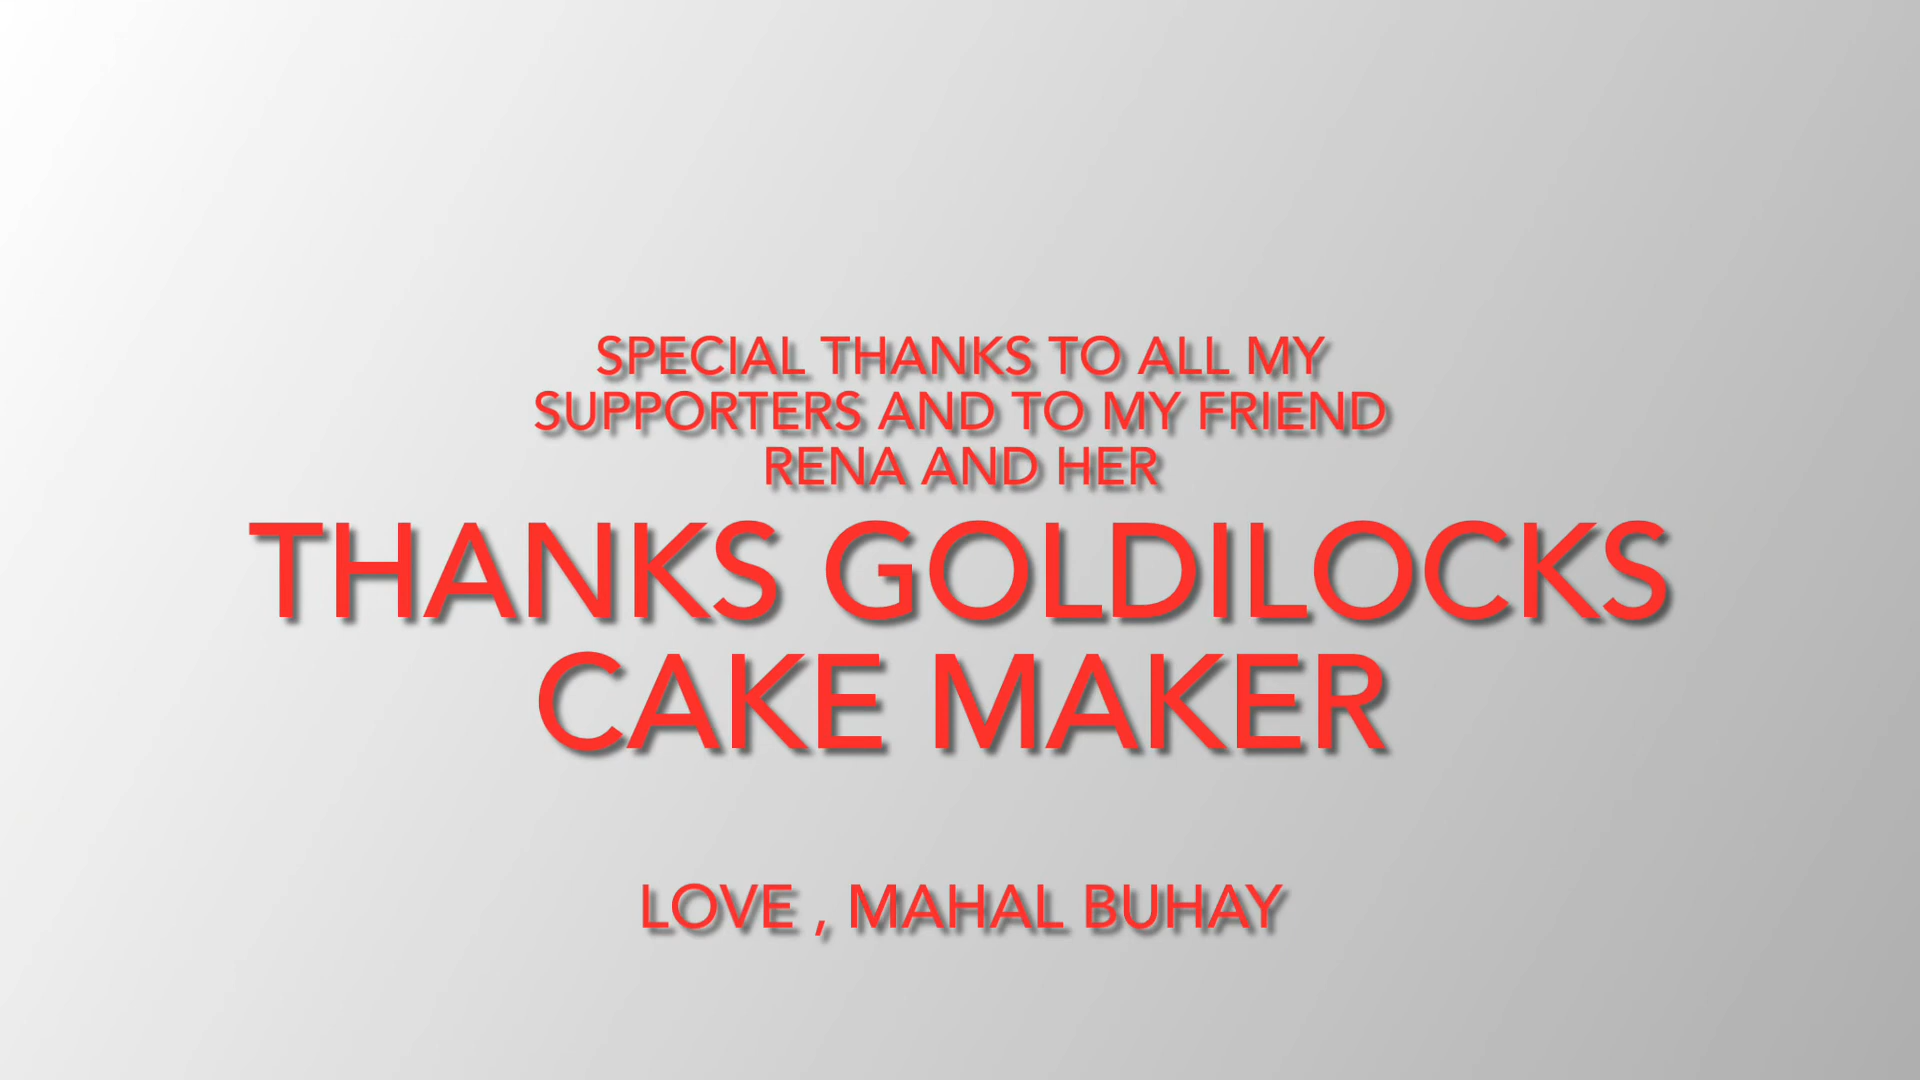 SPECIAL THANKS TO ALL MY
SUPPORTERS AND TO MY FRIEND
RENA AND HER
THANKS GOLDILOCKS
CAKE MAKER
LOVE , MAHAL BUHAY